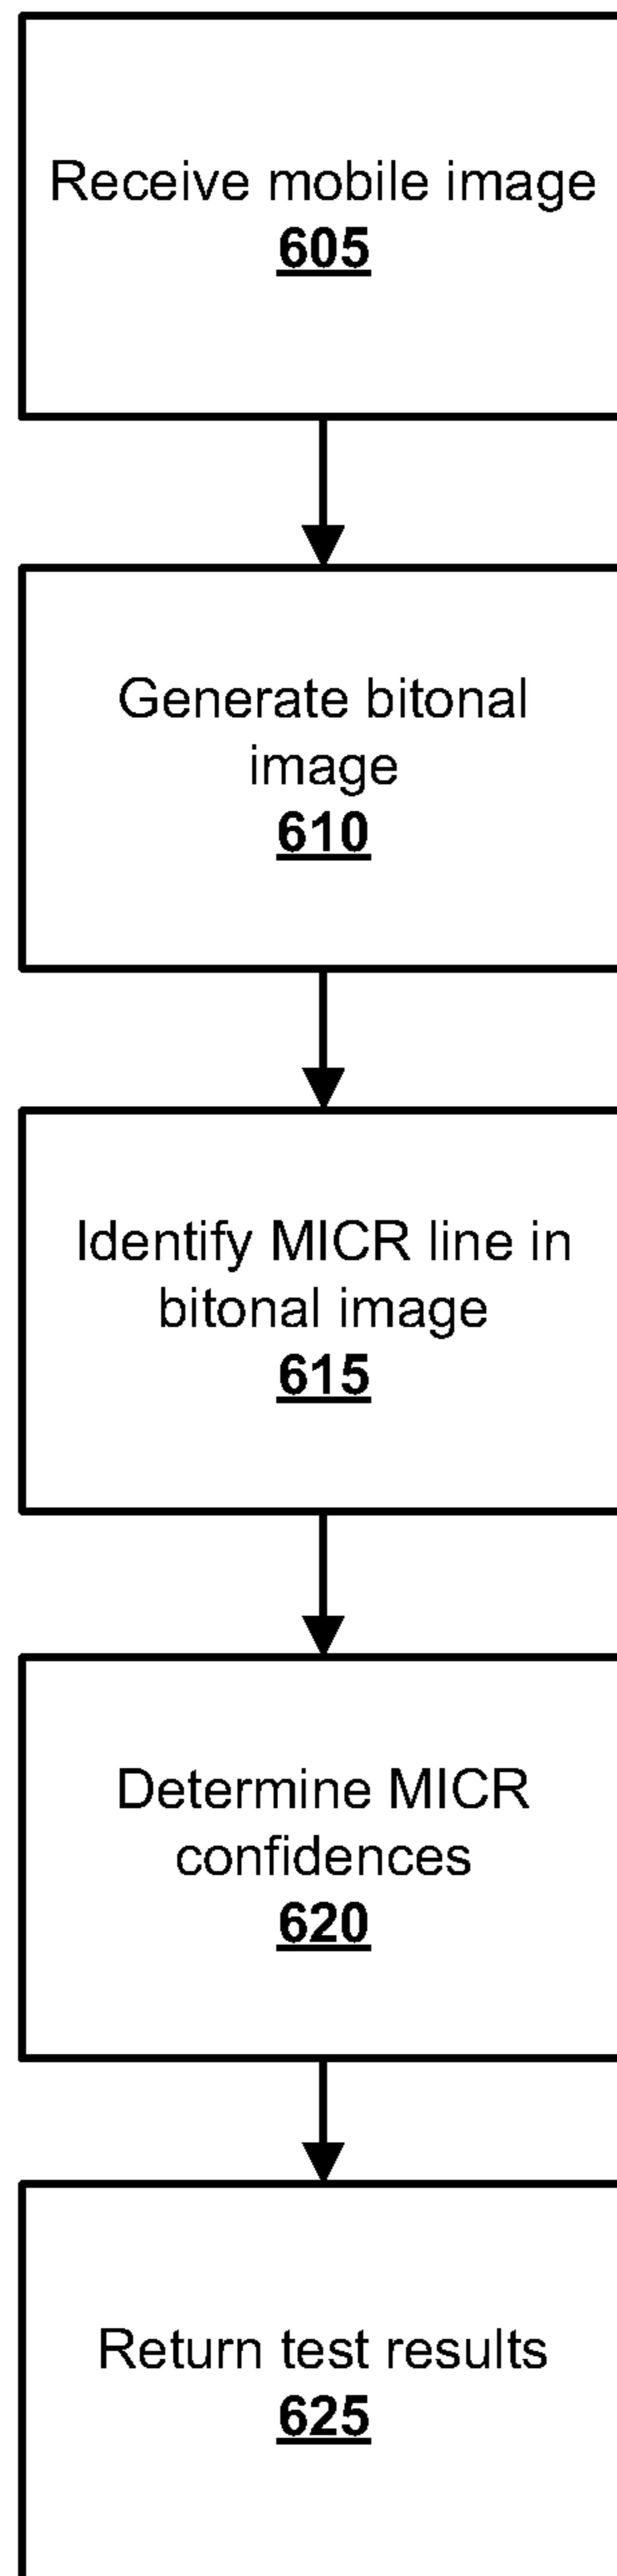 Receive mobile image
605
Generate bitonal
image
610
Identify MICR line in
bitonal image
615
Determine MICR
confidences
620
Return test results
625